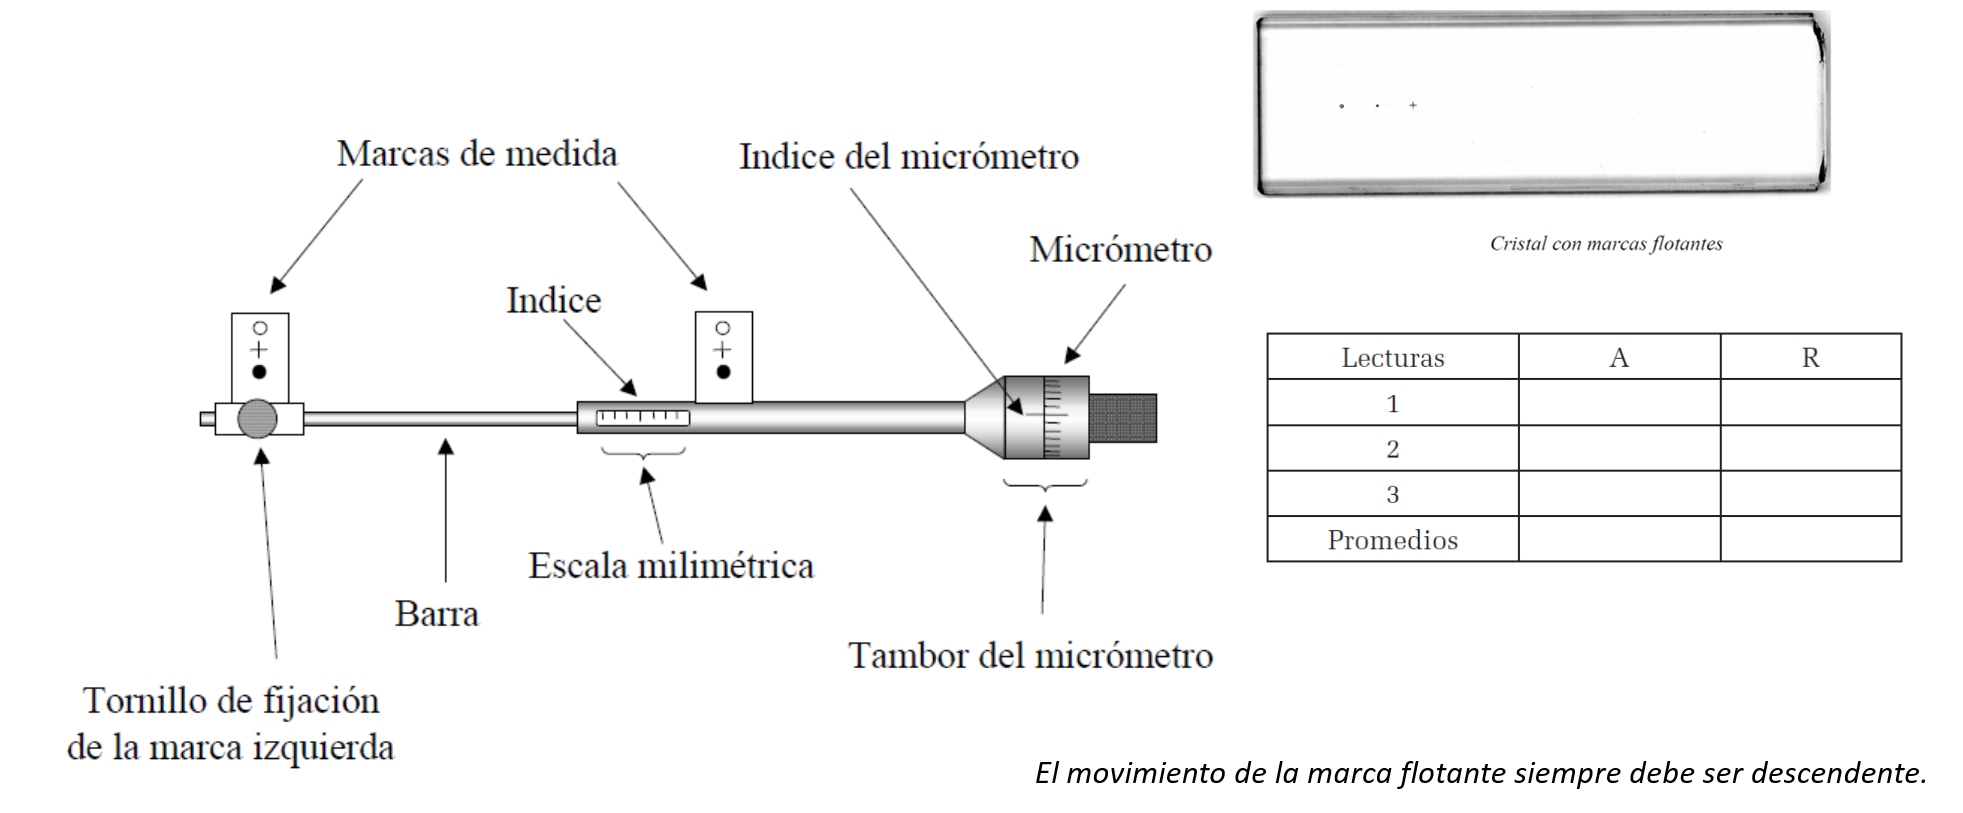 Marcas de medida
Indice del micrómetro
Micrómetro
Indice
Escala milimétrica
Barra
Tambor del micrómetro
Tornillo de fijación
de la marca izquierda
Cristal con marcas flotantes
Lecturas A R
1
2
3
Promedios
El movimiento de la marca flotante siempre debe ser descendente.